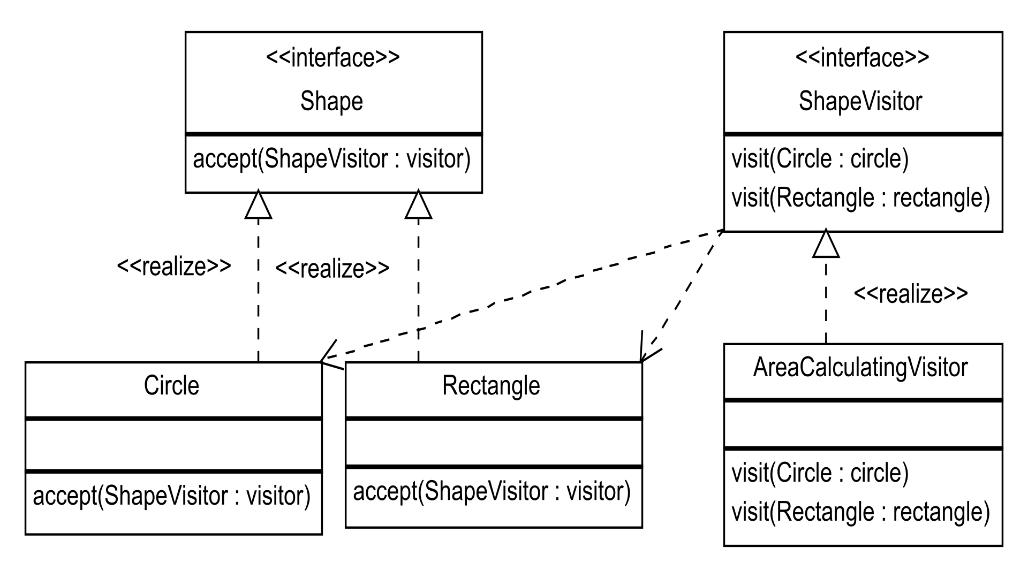 <<interface>>
Shape
accept(ShapeVisitor : visitor)
<<interface>>
ShapeVisitor
visit(Circle : circle)
visit(Rectangle : rectangle)
<<realize>>
<<realize>>
<<realize>>
Circle
accept(ShapeVisitor : visitor)
Rectangle
accept(ShapeVisitor : visitor)
AreaCalculatingVisitor
visit(Circle : circle)
visit(Rectangle : rectangle)